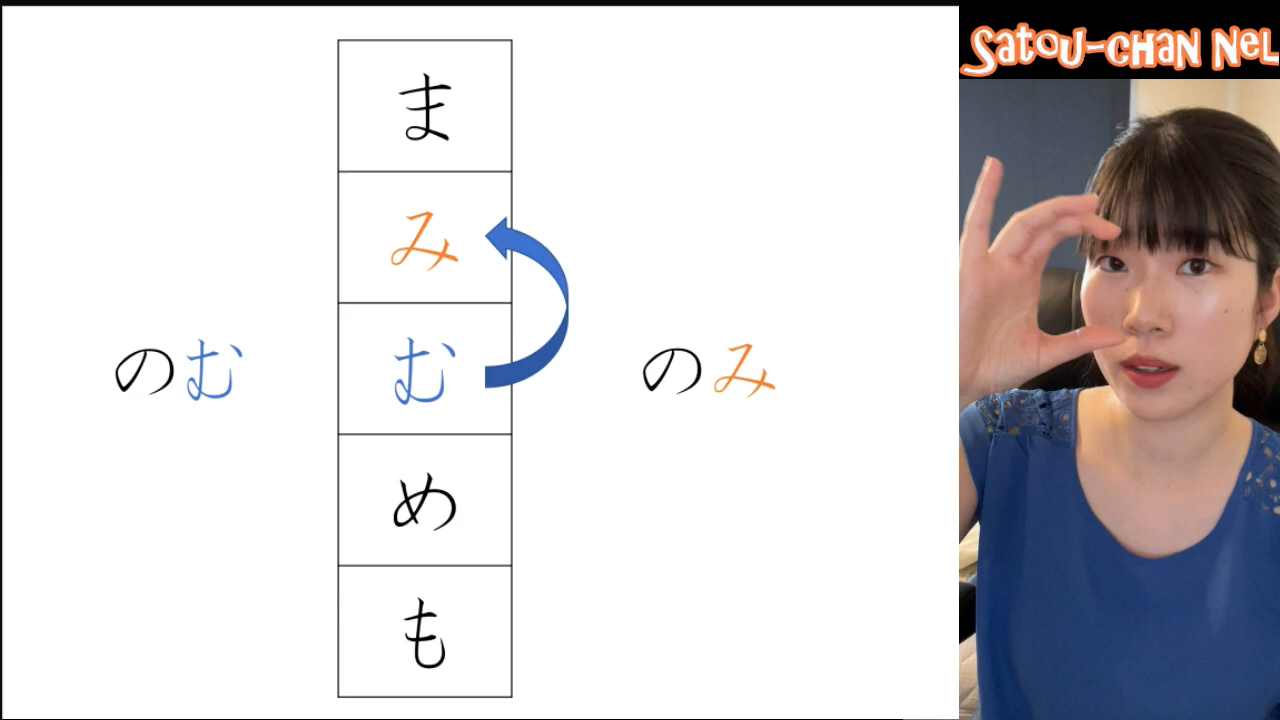 SATOU-CHAN NEL
ま
み
のむ む のみ
め
も